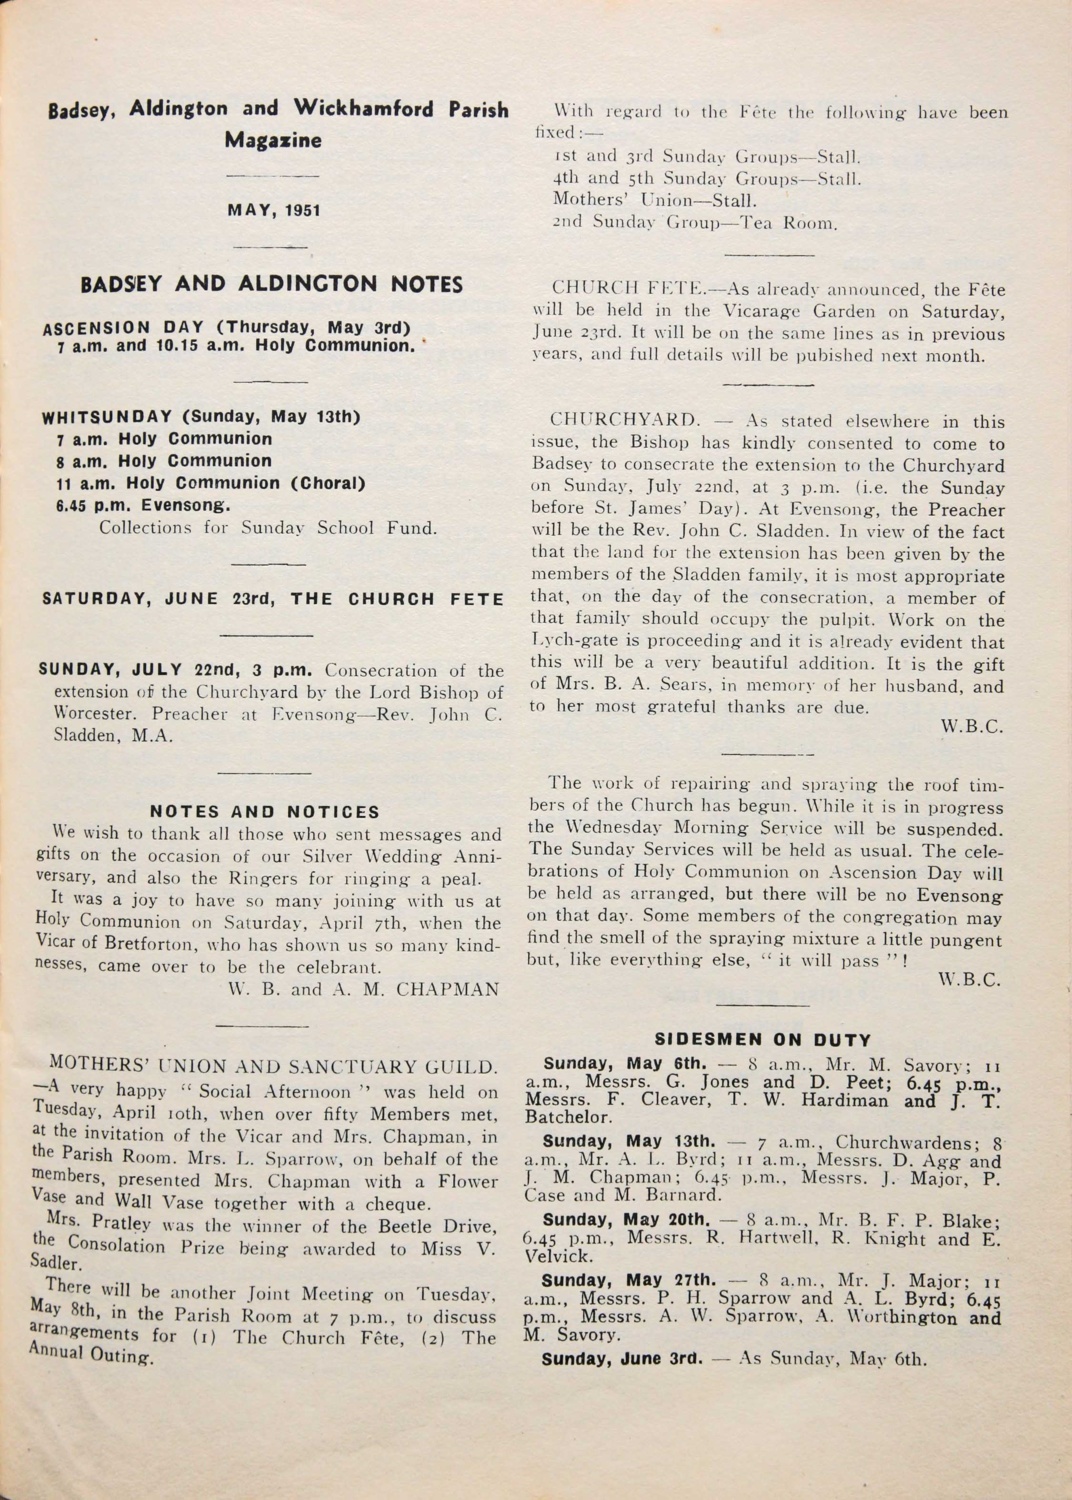 Badsey, Aldington and Wickhamford Parish
Magazine
MAY, 1951
BADSEY AND ALDINGTON NOTES
ASCENSION DAY (Thursday, May 3rd)
7 a.m. and 10.15 a.m. Holy Communion.
WHITSUNDAY (Sunday, May 13th)
7 a.m. Holy Communion
8 a.m. Holy Communion
11 a.m. Holy Communion (Choral)
6.45 p.m. Evensong.
Collections for Sunday School Fund.
SATURDAY, JUNE 23rd, THE CHURCH FETE
SUNDAY, JULY 22nd, 3 p.m. Consecration of the
extension of the Churchyard by the Lord Bishop of
Worcester. Preacher at Evensong—Rev. John C.
Sladden, M.A.
NOTES AND NOTICES
We wish to thank all those who sent messages and
gifts on the occasion of our Silver Wedding Anni-
versary, and also the Ringers for ringing a peal.
It was a joy to have so many joining with us at
Holy Communion on Saturday, April 7th, when the
Vicar of Bretforton, who has shown us so many kind-
nesses, came over to be the celebrant.
W. B. and A. M. CHAPMAN
MOTHERS' UNION AND SANCTUARY GUILD.
—A very happy “ Social Afternoon ” was held on
Tuesday, April 10th, when over fifty Members met,
at the invitation of the Vicar and Mrs. Chapman, in
the Parish Room. Mrs. L. Sparrow, on behalf of the
members, presented Mrs. Chapman with a Flower
Vase and Wall Vase together with a cheque.
Mrs. Pratley was the winner of the Beetle Drive,
the Consolation Prize being awarded to Miss V.
Sadler.
There will be another Joint Meeting on Tuesday,
May 8th, in the Parish Room at 7 p.m., to discuss
arrangements for (1) The Church Fête, (2) The
Annual Outing.
With regard to the Fête the following have been
fixed :—
1st and 3rd Sunday Groups—Stall.
4th and 5th Sunday Groups—Stall.
Mothers' Union—Stall.
2nd Sunday Group—Tea Room.
CHURCH FETE.—As already announced, the Fête
will be held in the Vicarage Garden on Saturday,
June 23rd. It will be on the same lines as in previous
years, and full details will be pubished next month.
CHURCHYARD. — As stated elsewhere in this
issue, the Bishop has kindly consented to come to
Badsey to consecrate the extension to the Churchyard
on Sunday, July 22nd, at 3 p.m. (i.e. the Sunday
before St. James' Day). At Evensong, the Preacher
will be the Rev. John C. Sladden. In view of the fact
that the land for the extension has been given by the
members of the Sladden family, it is most appropriate
that, on the day of the consecration, a member of
that family should occupy the pulpit. Work on the
Lych-gate is proceeding and it is already evident that
this will be a very beautiful addition. It is the gift
of Mrs. B. A. Sears, in memory of her husband, and
to her most grateful thanks are due.
W.B.C.
The work of repairing and spraying the roof tim-
bers of the Church has begun. While it is in progress
the Wednesday Morning Service will be suspended.
The Sunday Services will be held as usual. The cele-
brations of Holy Communion on Ascension Day will
be held as arranged, but there will be no Evensong
on that day. Some members of the congregation may
find the smell of the spraying mixture a little pungent
but, like everything else, “ it will pass ”!
W.B.C.
SIDESMEN ON DUTY
Sunday, May 6th. — 8 a.m., Mr. M. Savory; 11
a.m., Messrs. G. Jones and D. Peet; 6.45 p.m.,
Messrs. F. Cleaver, T. W. Hardiman and J. T.
Batchelor.
Sunday, May 13th. — 7 a.m., Churchwardens; 8
a.m., Mr. A. L. Byrd; 11 a.m., Messrs. D. Agg and
J. M. Chapman; 6.45 p.m., Messrs. J. Major, P.
Case and M. Barnard.
Sunday, May 20th. — 8 a.m., Mr. B. F. P. Blake;
6.45 p.m., Messrs. R. Hartwell, R. Knight and E.
Velvick.
Sunday, May 27th. — 8 a.m., Mr. J. Major; 11
a.m., Messrs. P. H. Sparrow and A. L. Byrd; 6.45
p.m., Messrs. A. W. Sparrow, A. Worthington and
M. Savory.
Sunday, June 3rd. — As Sunday, May 6th.